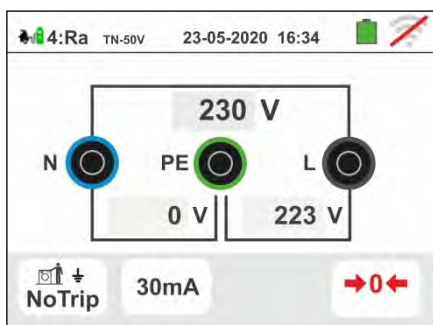 4:Ra TN-50V 23-05-2020 16:34
230 V
N PE L
0 V 223 V
NoTrip 30mA →0←